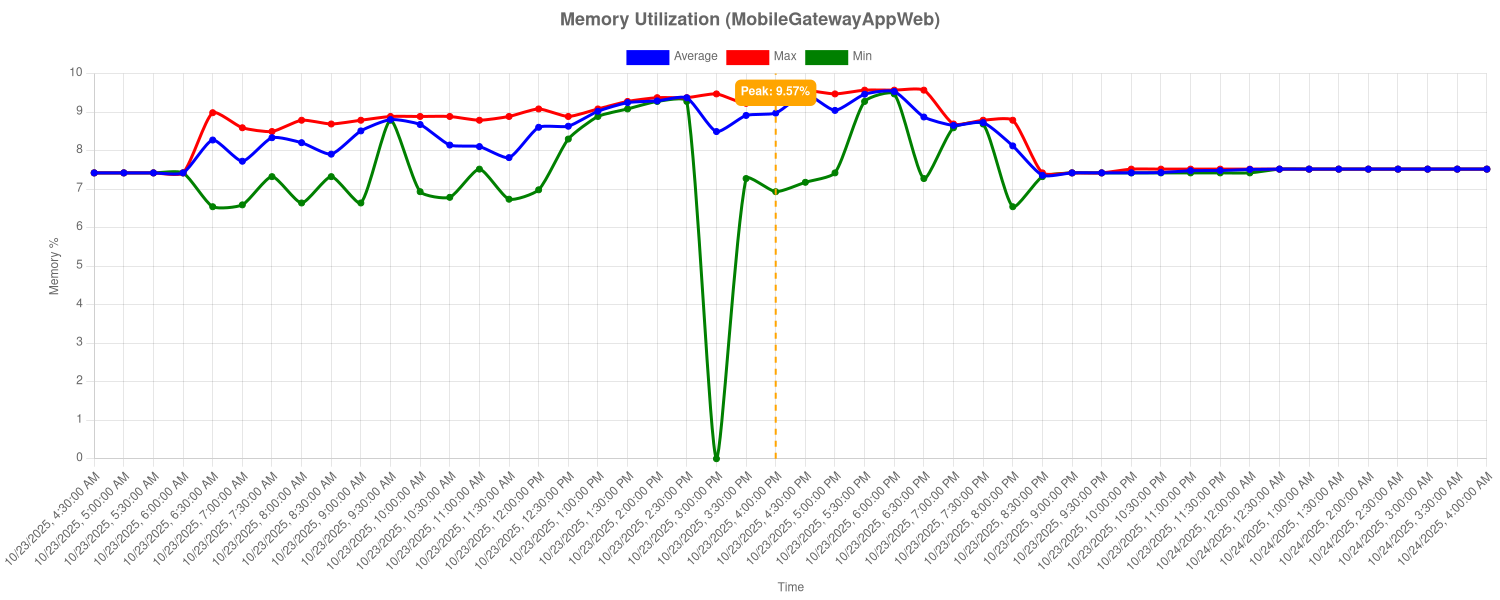 Memory Utilization (MobileGatewayAppWeb)
Average Max Min
Peak: 9.57%
10
9
8
7
6
5
4
3
2
1
0
Memory %
10/23/2025, 4:30:00 AM
10/23/2025, 5:00:00 AM
10/23/2025, 5:30:00 AM
10/23/2025, 6:00:00 AM
10/23/2025, 6:30:00 AM
10/23/2025, 7:00:00 AM
10/23/2025, 7:30:00 AM
10/23/2025, 8:00:00 AM
10/23/2025, 8:30:00 AM
10/23/2025, 9:00:00 AM
10/23/2025, 9:30:00 AM
10/23/2025, 10:00:00 AM
10/23/2025, 10:30:00 AM
10/23/2025, 11:00:00 AM
10/23/2025, 11:30:00 AM
10/23/2025, 12:00:00 PM
10/23/2025, 12:30:00 PM
10/23/2025, 1:00:00 PM
10/23/2025, 1:30:00 PM
10/23/2025, 2:00:00 PM
10/23/2025, 2:30:00 PM
10/23/2025, 3:00:00 PM
10/23/2025, 3:30:00 PM
10/23/2025, 4:00:00 PM
10/23/2025, 4:30:00 PM
10/23/2025, 5:00:00 PM
10/23/2025, 5:30:00 PM
10/23/2025, 6:00:00 PM
10/23/2025, 6:30:00 PM
10/23/2025, 7:00:00 PM
10/23/2025, 7:30:00 PM
10/23/2025, 8:00:00 PM
10/23/2025, 8:30:00 PM
10/23/2025, 9:00:00 PM
10/23/2025, 9:30:00 PM
10/23/2025, 10:00:00 PM
10/23/2025, 10:30:00 PM
10/23/2025, 11:00:00 PM
10/23/2025, 11:30:00 PM
10/24/2025, 12:00:00 AM
10/24/2025, 12:30:00 AM
10/24/2025, 1:00:00 AM
10/24/2025, 1:30:00 AM
10/24/2025, 2:00:00 AM
10/24/2025, 2:30:00 AM
10/24/2025, 3:00:00 AM
10/24/2025, 3:30:00 AM
10/24/2025, 4:00:00 AM
Time